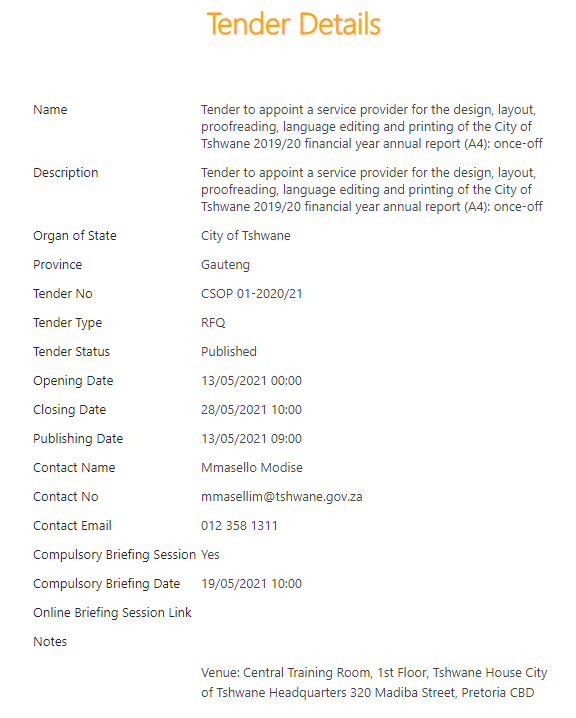 Tender Details
Name Tender to appoint a service provider for the design, layout,
proofreading, language editing and printing of the City of
Tshwane 2019/20 financial year annual report (A4): once-off
Description Tender to appoint a service provider for the design, layout,
proofreading, language editing and printing of the City of
Tshwane 2019/20 financial year annual report (A4): once-off
Organ of State City of Tshwane
Province Gauteng
Tender No CSOP 01-2020/21
Tender Type RFQ
Tender Status Published
Opening Date 13/05/2021 00:00
Closing Date 28/05/2021 10:00
Publishing Date 13/05/2021 09:00
Contact Name Mmasello Modise
Contact No mmasellim@tshwane.gov.za
Contact Email 012 358 1311
Compulsory Briefing Session Yes
Compulsory Briefing Date 19/05/2021 10:00
Online Briefing Session Link
Notes
Venue: Central Training Room, 1st Floor, Tshwane House City
of Tshwane Headquarters 320 Madiba Street, Pretoria CBD